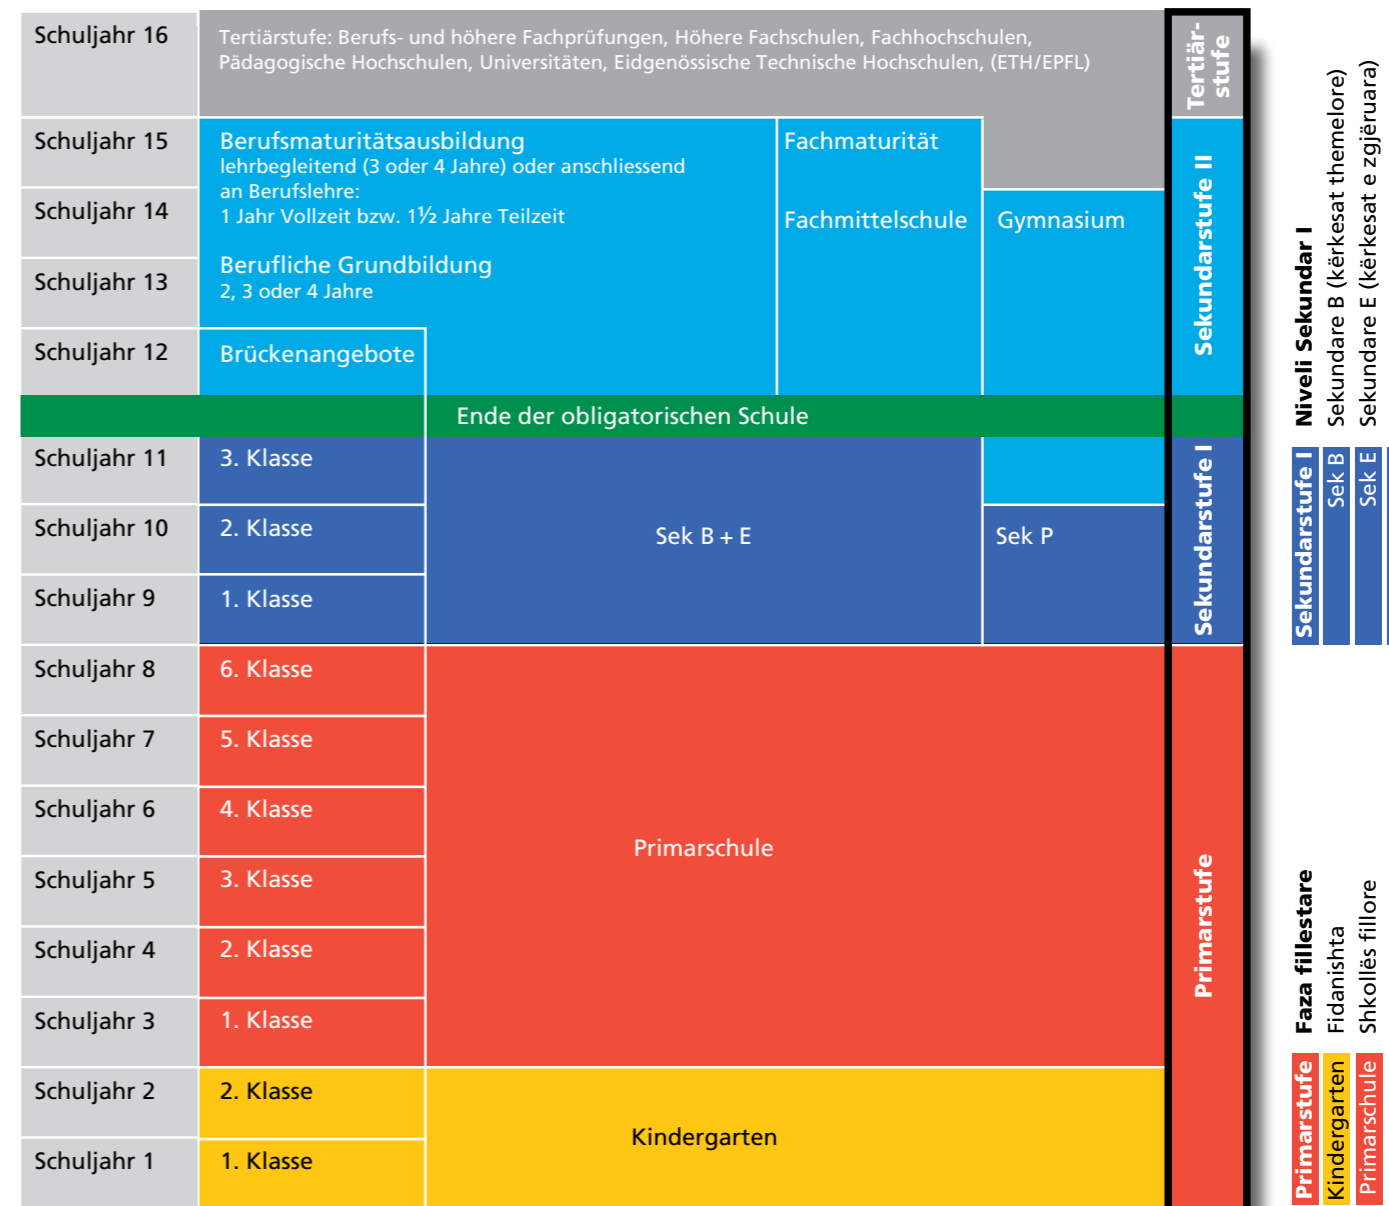 Schuljahr 16
Tertiärstufe: Berufs- und höhere Fachprüfungen, Höhere Fachschulen, Fachhochschulen,
Pädagogische Hochschulen, Universitäten, Eidgenössische Technische Hochschulen, (ETH/EPFL)
Schuljahr 15
Berufsmaturitätsausbildung
lehrbegleitend (3 oder 4 Jahre) oder anschliessend
an Berufslehre:
1 Jahr Vollzeit bzw. 1½ Jahre Teilzeit
Fachmaturität
Schuljahr 14
Fachmittelschule
Gymnasium
Berufliche Grundbildung
2, 3 oder 4 Jahre
Schuljahr 13
Schuljahr 12
Brückenangebote
Ende der obligatorischen Schule
Schuljahr 11
3. Klasse
Schuljahr 10
2. Klasse
Sek B + E
Sek P
Schuljahr 9
1. Klasse
Schuljahr 8
6. Klasse
Schuljahr 7
5. Klasse
Schuljahr 6
4. Klasse
Primarschule
Schuljahr 5
3. Klasse
Schuljahr 4
2. Klasse
Schuljahr 3
1. Klasse
Schuljahr 2
2. Klasse
Kindergarten
Schuljahr 1
1. Klasse
Tertiär-
stufe
Sekundarstufe II
Sekundarstufe I
Primarstufe
Sekundarstufe I Niveli Sekundar I
Sek B Sekundare B (kërkesat themelore)
Sek E Sekundare E (kërkesat e zgjëruara)
Primarstufe Faza fillestare
Kindergarten Fidanishta
Primarschule Shkollës fillore